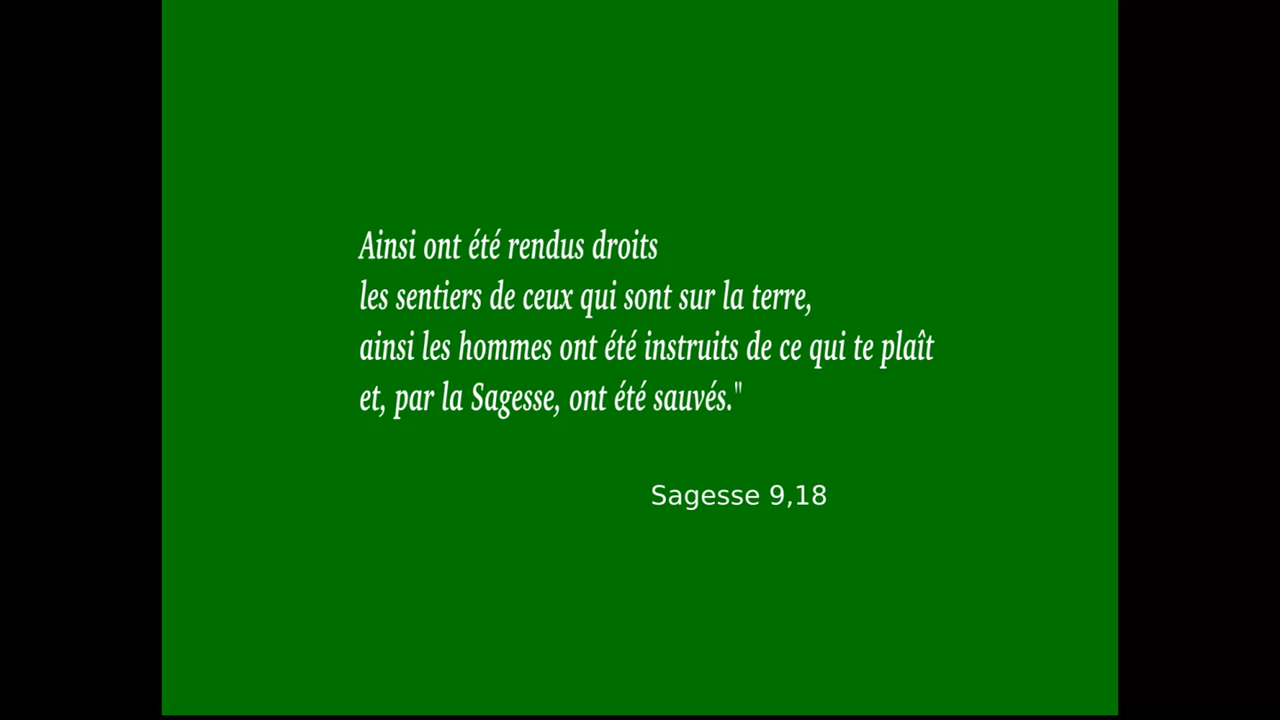 Ainsi ont été rendus droits
les sentiers de ceux qui sont sur la terre,
ainsi les hommes ont été instruits de ce qui te plaît
et, par la Sagesse, ont été sauvés."
Sagesse 9,18